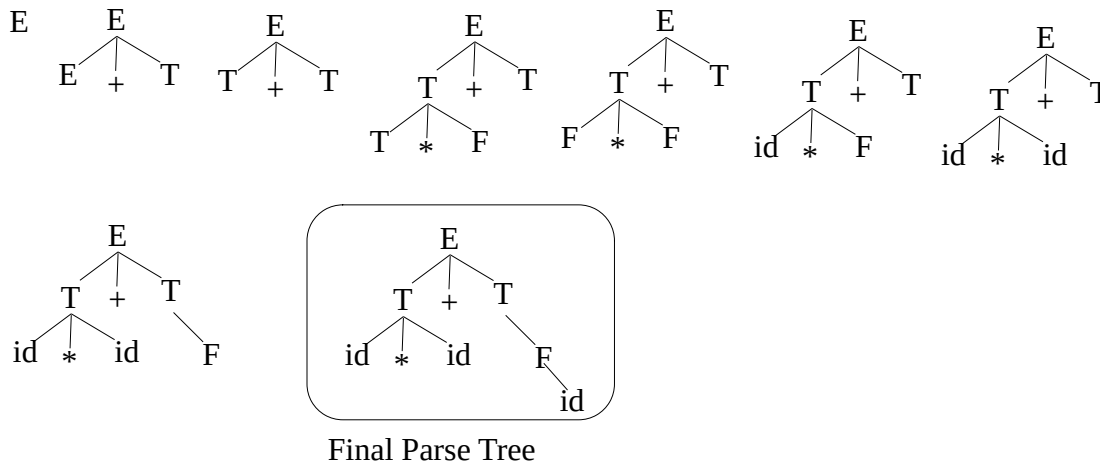 E E E E E E E
E + T T + T T + T T + T T + T T + T
T * F F * F id * F id * id
E E
T + T T + T
id * id F id * id F
id
Final Parse Tree